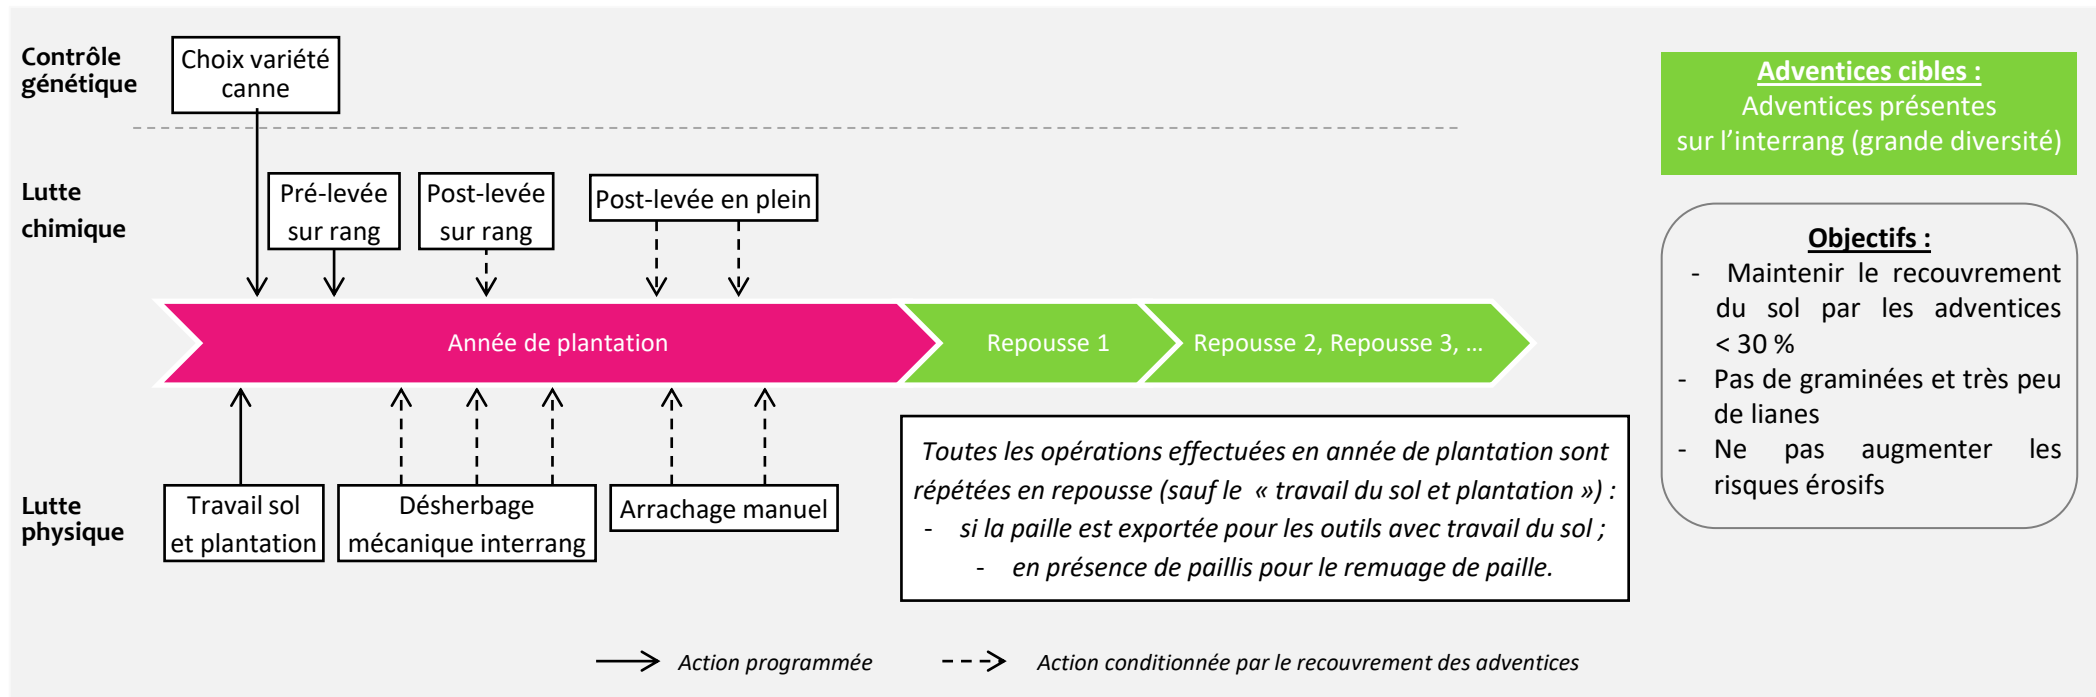 Contrôle
génétique
Choix variété
canne
Lutte
chimique
Pré-levée
sur rang
Post-levée
sur rang
Post-levée en plein
Année de plantation
Repousse 1
Repousse 2, Repousse 3, ...
Lutte
physique
Travail sol
et plantation
Désherbage
mécanique interrang
Arrachage manuel
Toutes les opérations effectuées en année de plantation sont
répétées en repousse (sauf le « travail du sol et plantation ») :
- si la paille est exportée pour les outils avec travail du sol ;
- en présence de paillis pour le remuage de paille.
Action programmée
Action conditionnée par le recouvrement des adventices
Adventices cibles :
Adventices présentes
sur l'interrang (grande diversité)
Objectifs :
- Maintenir le recouvrement
du sol par les adventices
< 30 %
- Pas de graminées et très peu
de lianes
- Ne pas augmenter les
risques érosifs